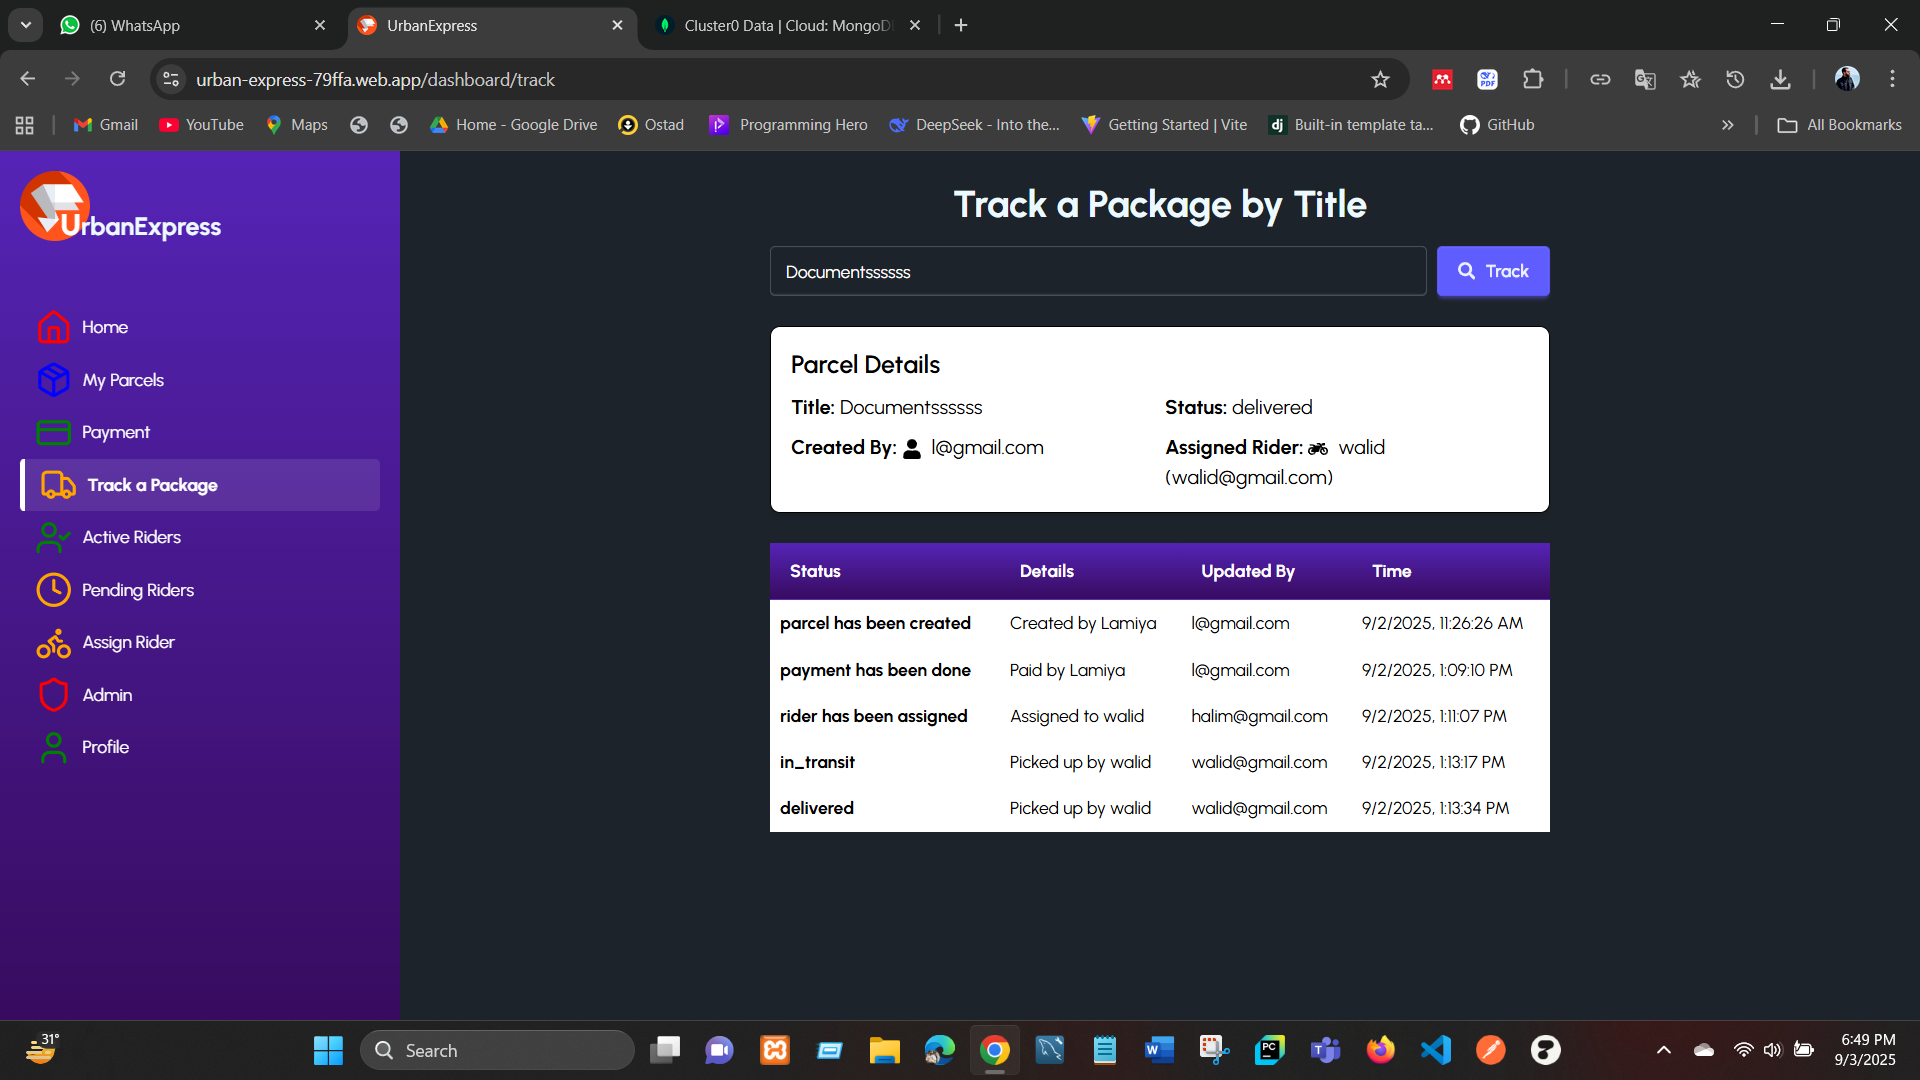 (6) WhatsApp
UrbanExpress
Cluster0 Data | Cloud: MongoD
urban-express-79ffa.web.app/dashboard/track
Gmail
YouTube
Maps
Home - Google Drive
Ostad
Programming Hero
DeepSeek - Into the...
Getting Started | Vite
dj
Built-in template ta...
GitHub
All Bookmarks
UrbanExpress
Home
My Parcels
Payment
Track a Package
Active Riders
Pending Riders
Assign Rider
Admin
Profile
Track a Package by Title
Documentssssss
Track
Parcel Details
Title: Documentssssss
Status: delivered
Created By: l@gmail.com
Assigned Rider: walid
(walid@gmail.com)
Status Details Updated By Time
parcel has been created Created by Lamiya l@gmail.com 9/2/2025, 11:26:26 AM
payment has been done Paid by Lamiya l@gmail.com 9/2/2025, 1:09:10 PM
rider has been assigned Assigned to walid halim@gmail.com 9/2/2025, 1:11:07 PM
in_transit Picked up by walid walid@gmail.com 9/2/2025, 1:13:17 PM
delivered Picked up by walid walid@gmail.com 9/2/2025, 1:13:34 PM
31°
Search
6:49 PM
9/3/2025